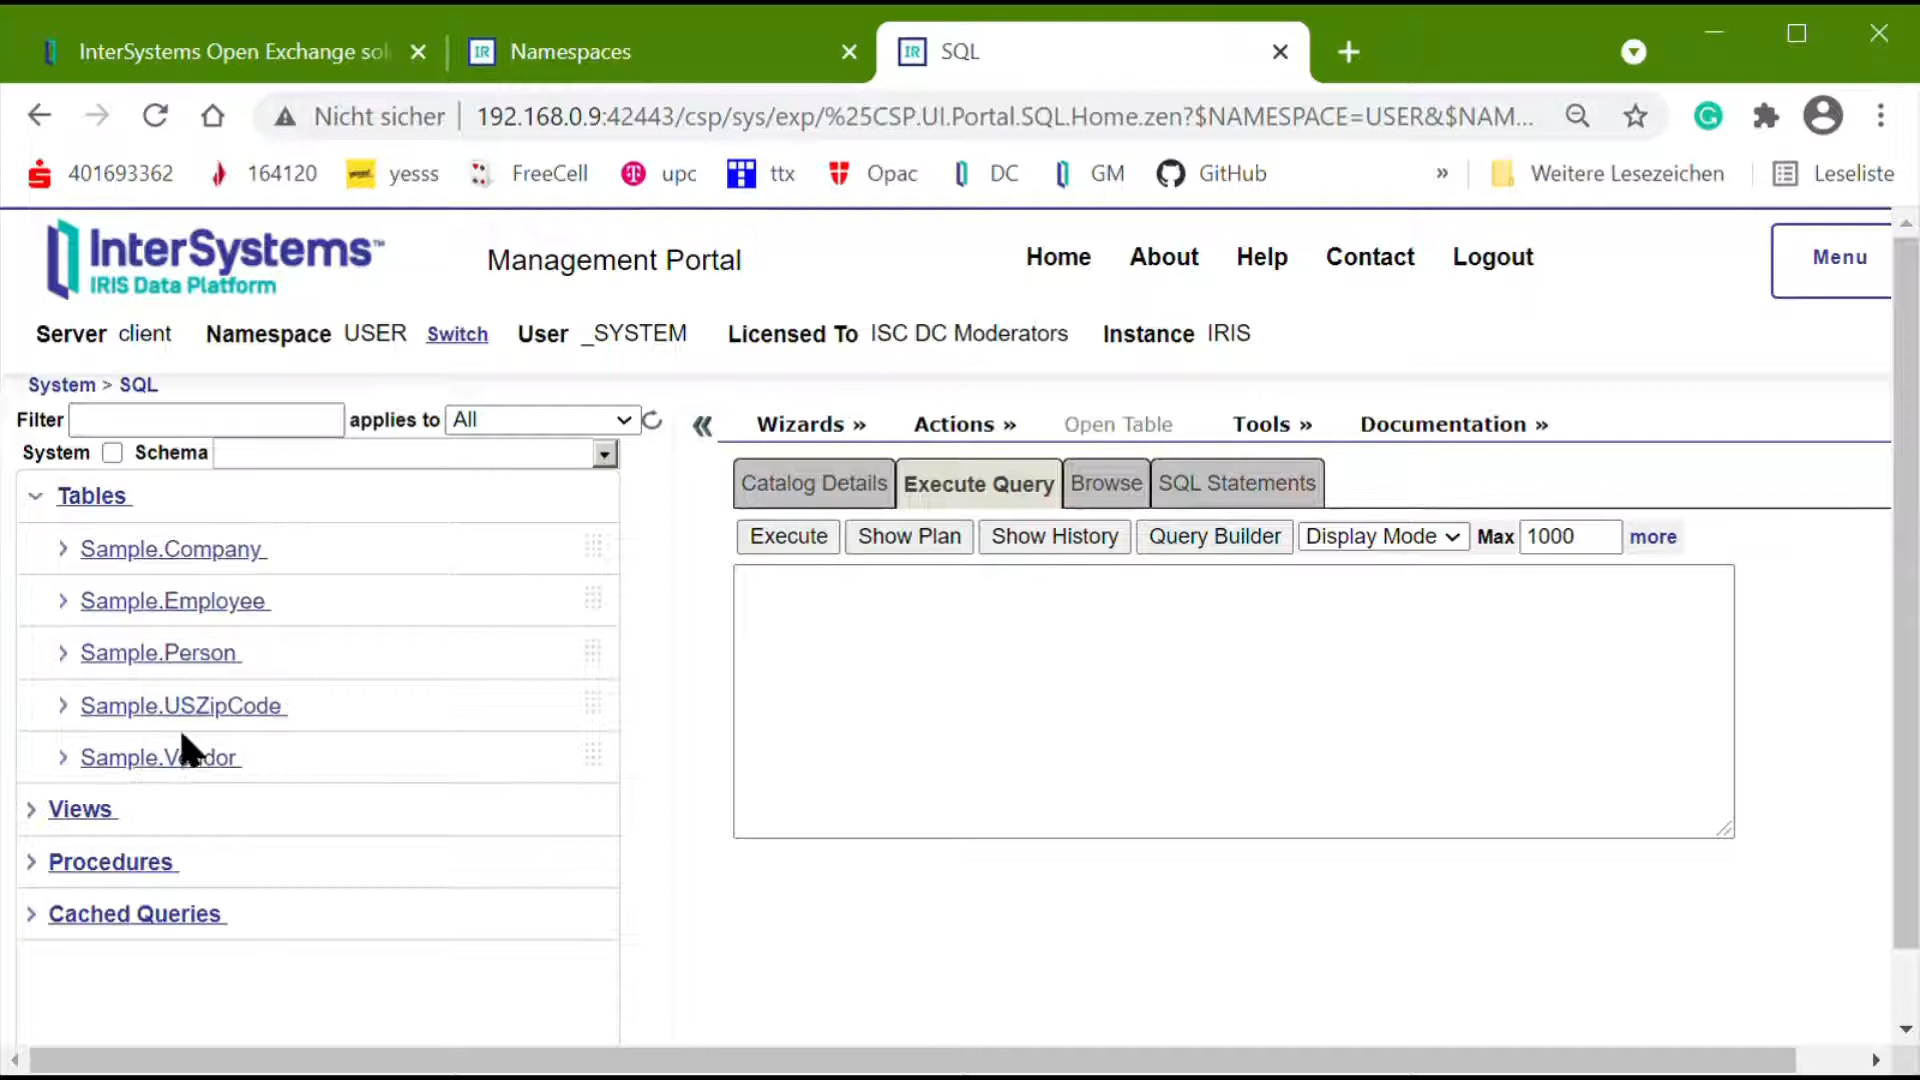 InterSystems Open Exchange sol
Namespaces
SQL
Nicht sicher | 192.168.0.9:42443/csp/sys/exp/%25CSP.UI.Portal.SQL.Home.zen?$NAMESPACE=USER&$NAM...
401693362 164120 yesss FreeCell upc ttx Opac DC GM GitHub » Weitere Lesezeichen Leseliste
InterSystems™
IRIS Data Platform
Management Portal
Home About Help Contact Logout
Menu
Server client Namespace USER Switch User _SYSTEM Licensed To ISC DC Moderators Instance IRIS
System > SQL
Filter applies to All
System Schema
Tables
Sample.Company
Sample.Employee
Sample.Person
Sample.USZipCode
Views
Procedures
Cached Queries
« Wizards » Actions » Open Table Tools » Documentation »
Catalog Details Execute Query Browse SQL Statements
Execute Show Plan Show History Query Builder Display Mode Max 1000 more